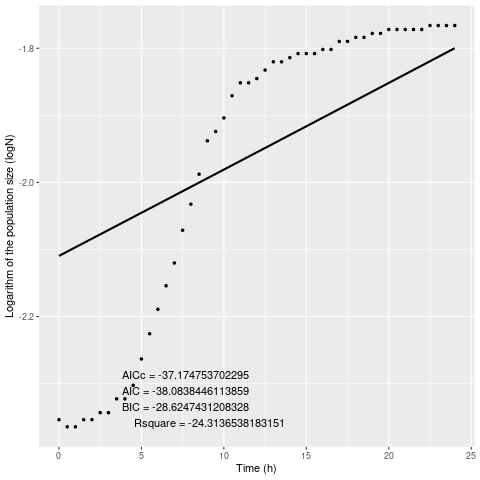 Logarithm of the population size (logN)
-1.8
-2.0
-2.2
AICc = -37.174753702295
AIC = -38.0838446113859
BIC = -28.6247431208328
Rsquare = -24.3136538183151
0 5 10 15 20 25
Time (h)